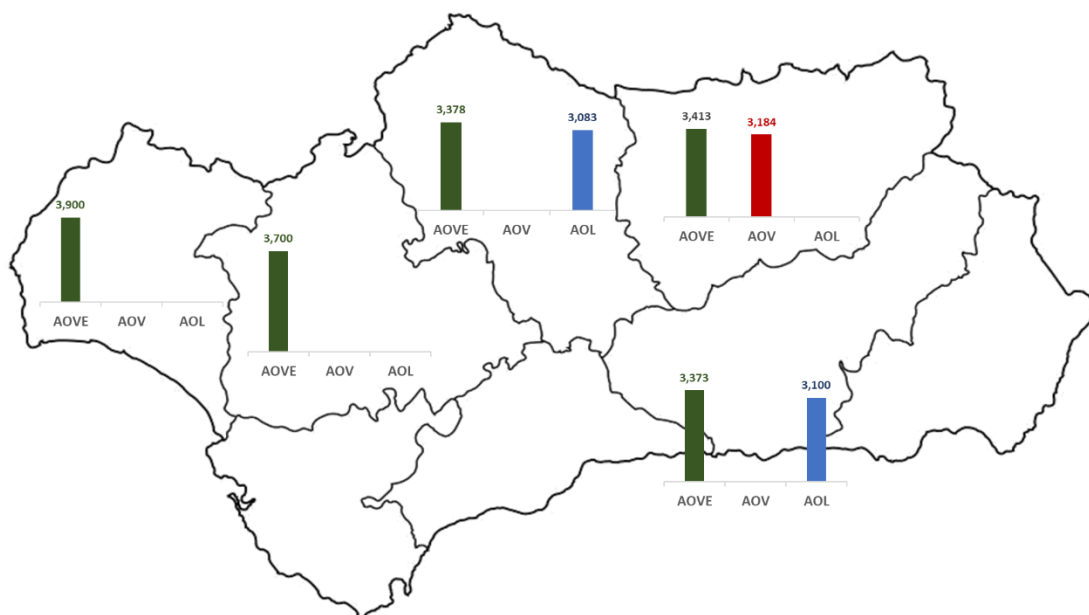 3,378
3,083
AOVE AOV AOL
3,413
3,184
AOVE AOV AOL
3,900
AOVE AOV AOL
3,700
AOVE AOV AOL
3,373
3,100
AOVE AOV AOL